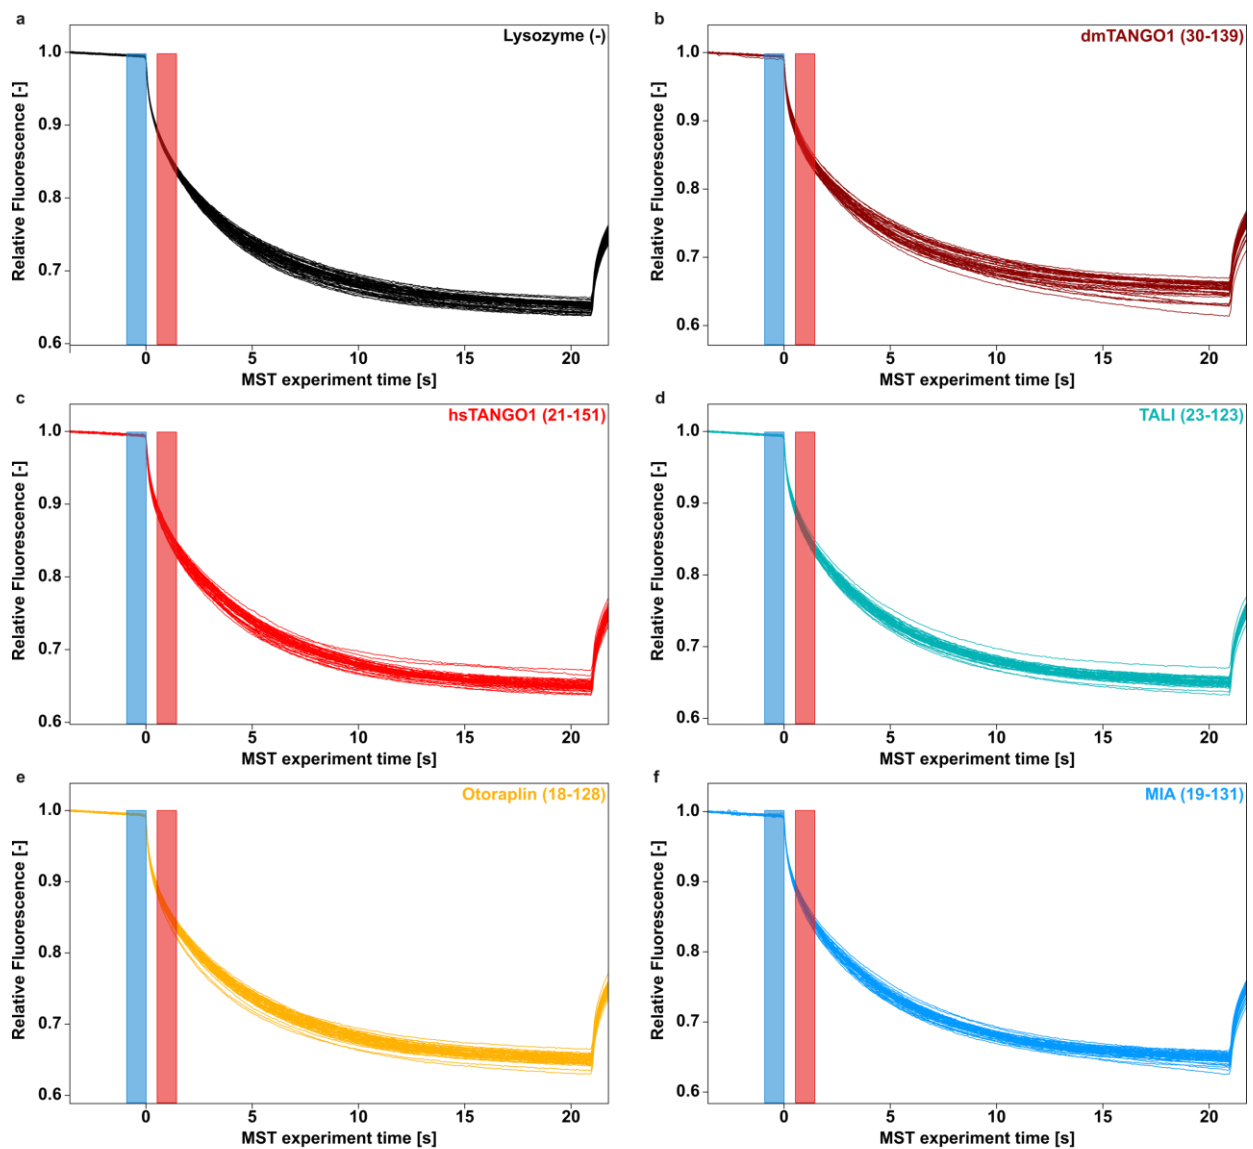 a
Lysozyme (-)
1.0
0.9
0.8
0.7
0.6
Relative Fluorescence [-]
0
5
10
15
20
MST experiment time [s]
b
dmTANGO1 (30-139)
1.0
0.9
0.8
0.7
0.6
Relative Fluorescence [-]
0
5
10
15
20
MST experiment time [s]
c
hsTANGO1 (21-151)
1.0
0.9
0.8
0.7
0.6
Relative Fluorescence [-]
0
5
10
15
20
MST experiment time [s]
d
TALI (23-123)
1.0
0.9
0.8
0.7
0.6
Relative Fluorescence [-]
0
5
10
15
20
MST experiment time [s]
e
Otoraplin (18-128)
1.0
0.9
0.8
0.7
0.6
Relative Fluorescence [-]
0
5
10
15
20
MST experiment time [s]
f
MIA (19-131)
1.0
0.9
0.8
0.7
0.6
Relative Fluorescence [-]
0
5
10
15
20
MST experiment time [s]